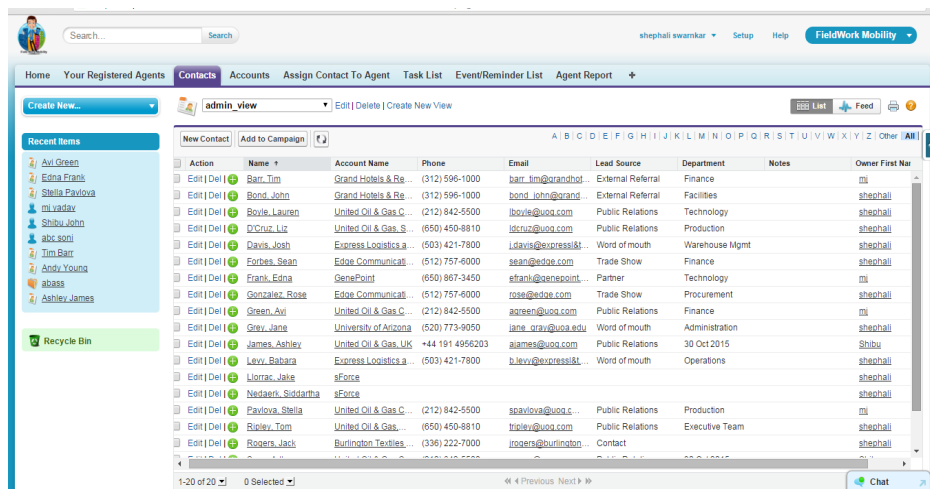 Search... Search shephali swarnkar Setup Help FieldWork Mobility
Home Your Registered Agents Contacts Accounts Assign Contact To Agent Task List Event/Reminder List Agent Report +
Create New...
Recent Items
Avi Green
Edna Frank
Stella Pavlova
mj yadav
Shibu John
abc soni
Tim Barr
Andy Young
abass
Ashley James
Recycle Bin
admin_view Edit | Delete | Create New View List Feed
New Contact Add to Campaign A | B | C | D | E | F | G | H | I | J | K | L | M | N | O | P | Q | R | S | T | U | V | W | X | Y | Z | Other All
Action Name ↑ Account Name Phone Email Lead Source Department Notes Owner First Nar
Edit | Del | Barr, Tim Grand Hotels & Re... (312) 596-1000 barr_tim@grandhot... External Referral Finance mj
Edit | Del | Bond, John Grand Hotels & Re... (312) 596-1000 bond_john@grand... External Referral Facilities shephali
Edit | Del | Boyle, Lauren United Oil & Gas C... (212) 842-5500 lboyle@uog.com Public Relations Technology shephali
Edit | Del | D'Cruz, Liz United Oil & Gas, S... (650) 450-8810 ldcruz@uog.com Public Relations Production shephali
Edit | Del | Davis, Josh Express Logistics a... (503) 421-7800 j.davis@expressl&t... Word of mouth Warehouse Mgmt shephali
Edit | Del | Forbes, Sean Edge Communicati... (512) 757-6000 sean@edge.com Trade Show Finance shephali
Edit | Del | Frank, Edna GenePoint (650) 867-3450 efrank@genepoint.... Partner Technology mj
Edit | Del | Gonzalez, Rose Edge Communicati... (512) 757-6000 rose@edge.com Trade Show Procurement shephali
Edit | Del | Green, Avi United Oil & Gas C... (212) 842-5500 agreen@uog.com Public Relations Finance mj
Edit | Del | Grey, Jane University of Arizona (520) 773-9050 jane_gray@uoa.edu Word of mouth Administration shephali
Edit | Del | James, Ashley United Oil & Gas, UK +44 191 4956203 ajames@uog.com Public Relations 30 Oct 2015 Shibu
Edit | Del | Levy, Babara Express Logistics a... (503) 421-7800 b.levy@expressl&t... Word of mouth Operations shephali
Edit | Del | Llorrac, Jake sForce shephali
Edit | Del | Nedaerk, Siddartha sForce shephali
Edit | Del | Pavlova, Stella United Oil & Gas C... (212) 842-5500 spavlova@uog.c... Public Relations Production mj
Edit | Del | Ripley, Tom United Oil & Gas,... (650) 450-8810 tripley@uog.com Public Relations Executive Team shephali
Edit | Del | Rogers, Jack Burlington Textiles ... (336) 222-7000 jrogers@burlington... Contact shephali
1-20 of 20 0 Selected Previous Next
Chat